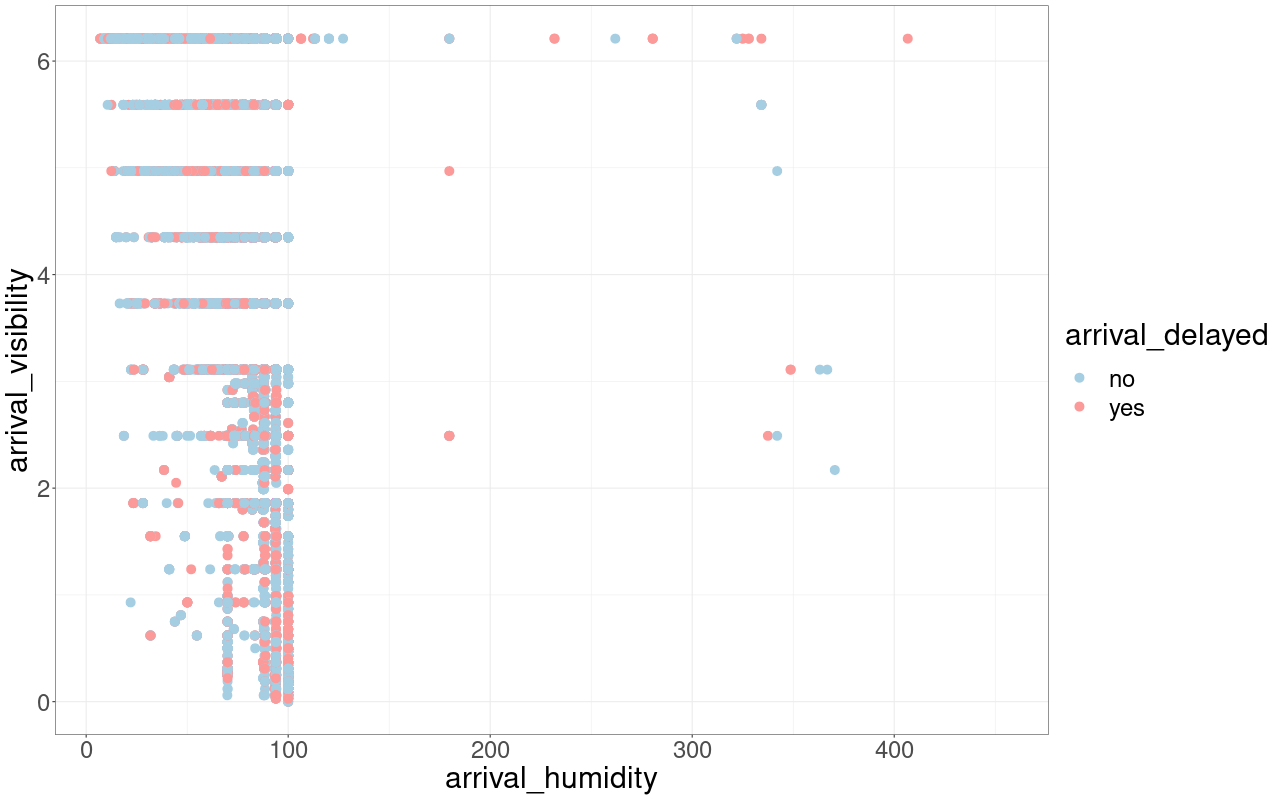 6
4
2
0
arrival_visibility
0 100 200 300 400
arrival_humidity
arrival_delayed
no
yes